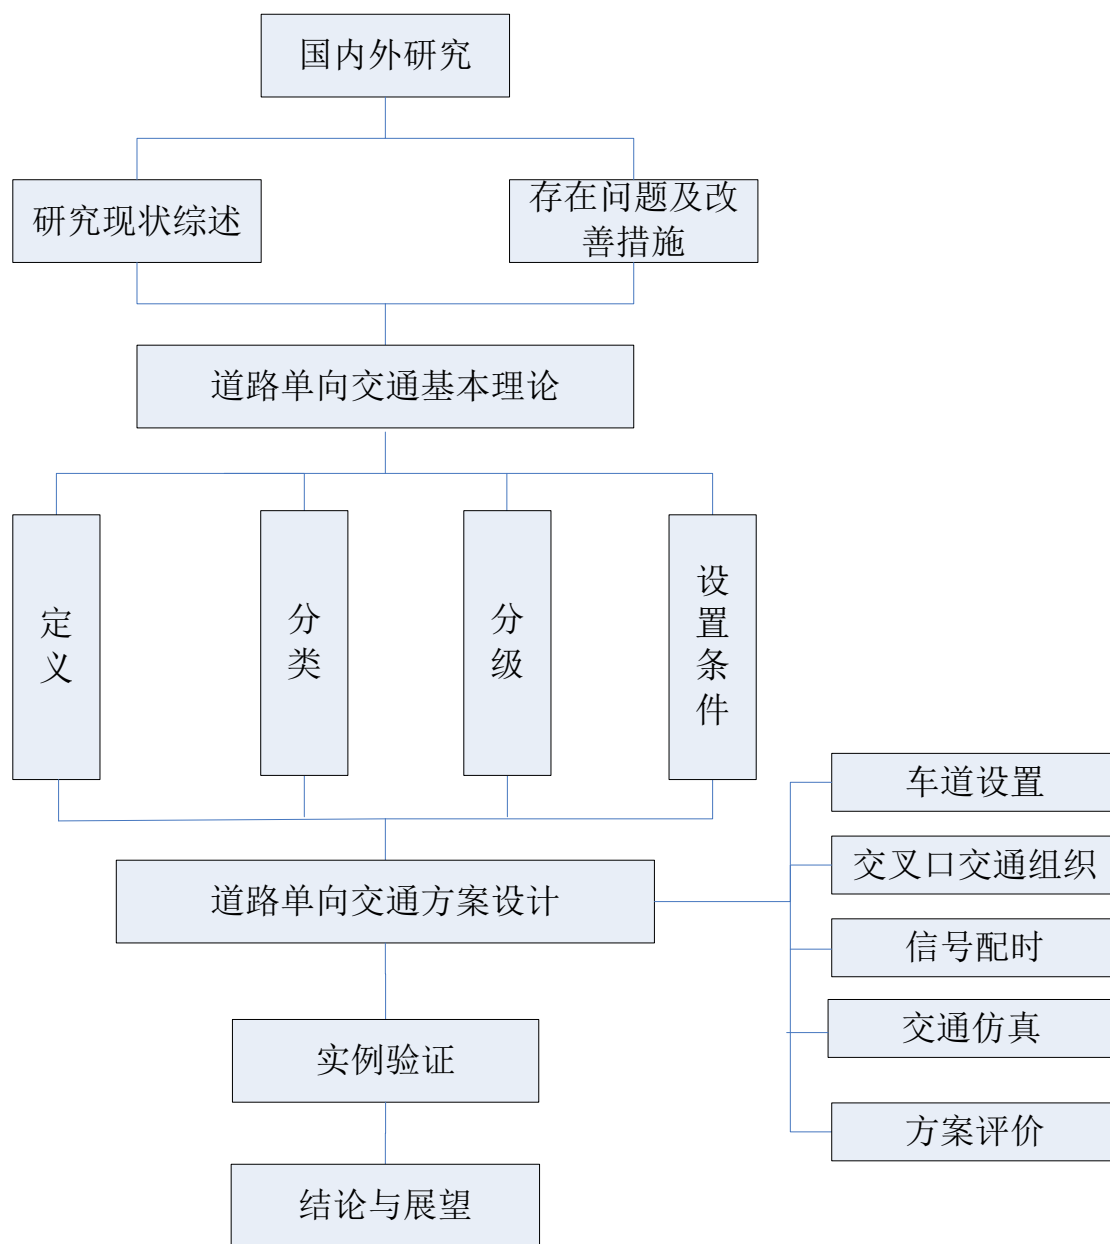 国内外研究
研究现状综述
存在问题及改
善措施
道路单向交通基本理论
定义
分类
分级
设置条件
车道设置
交叉口交通组织
道路单向交通方案设计
信号配时
交通仿真
实例验证
方案评价
结论与展望